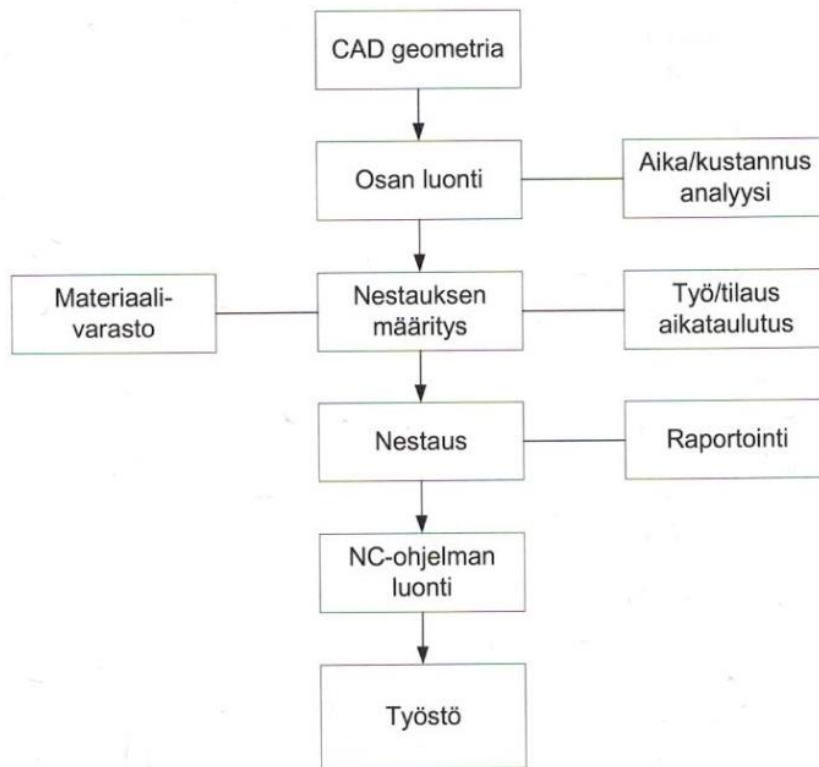 CAD geometria
Osan luonti
Aika/kustannus
analyysi
Materiaali-
varasto
Nestauksen
määritys
Työ/tilaus
aikataulutus
Nestaus
Raportointi
NC-ohjelman
luonti
Työstö